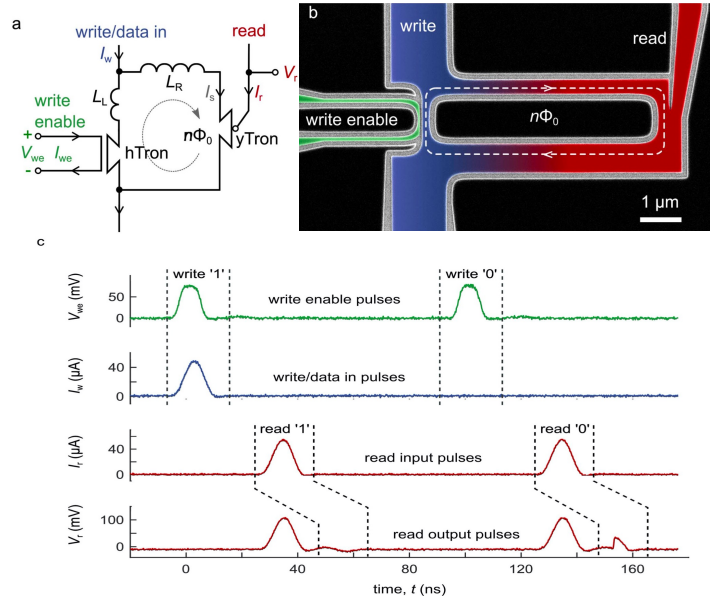 a
write/data in
read
I_w
L_R
V_r
L_L
I_s
I_r
write
enable
nΦ₀
yTron
+
V_we
I_we
hTron
-
b
write
read
write enable
nΦ₀
1 µm
c
write '1'
write '0'
V_we (mV)
50
0
write enable pulses
I_w (µA)
40
0
write/data in pulses
read '1'
read '0'
I_r (µA)
40
0
read input pulses
V_r (mV)
100
0
read output pulses
0
40
80
120
160
time, t (ns)